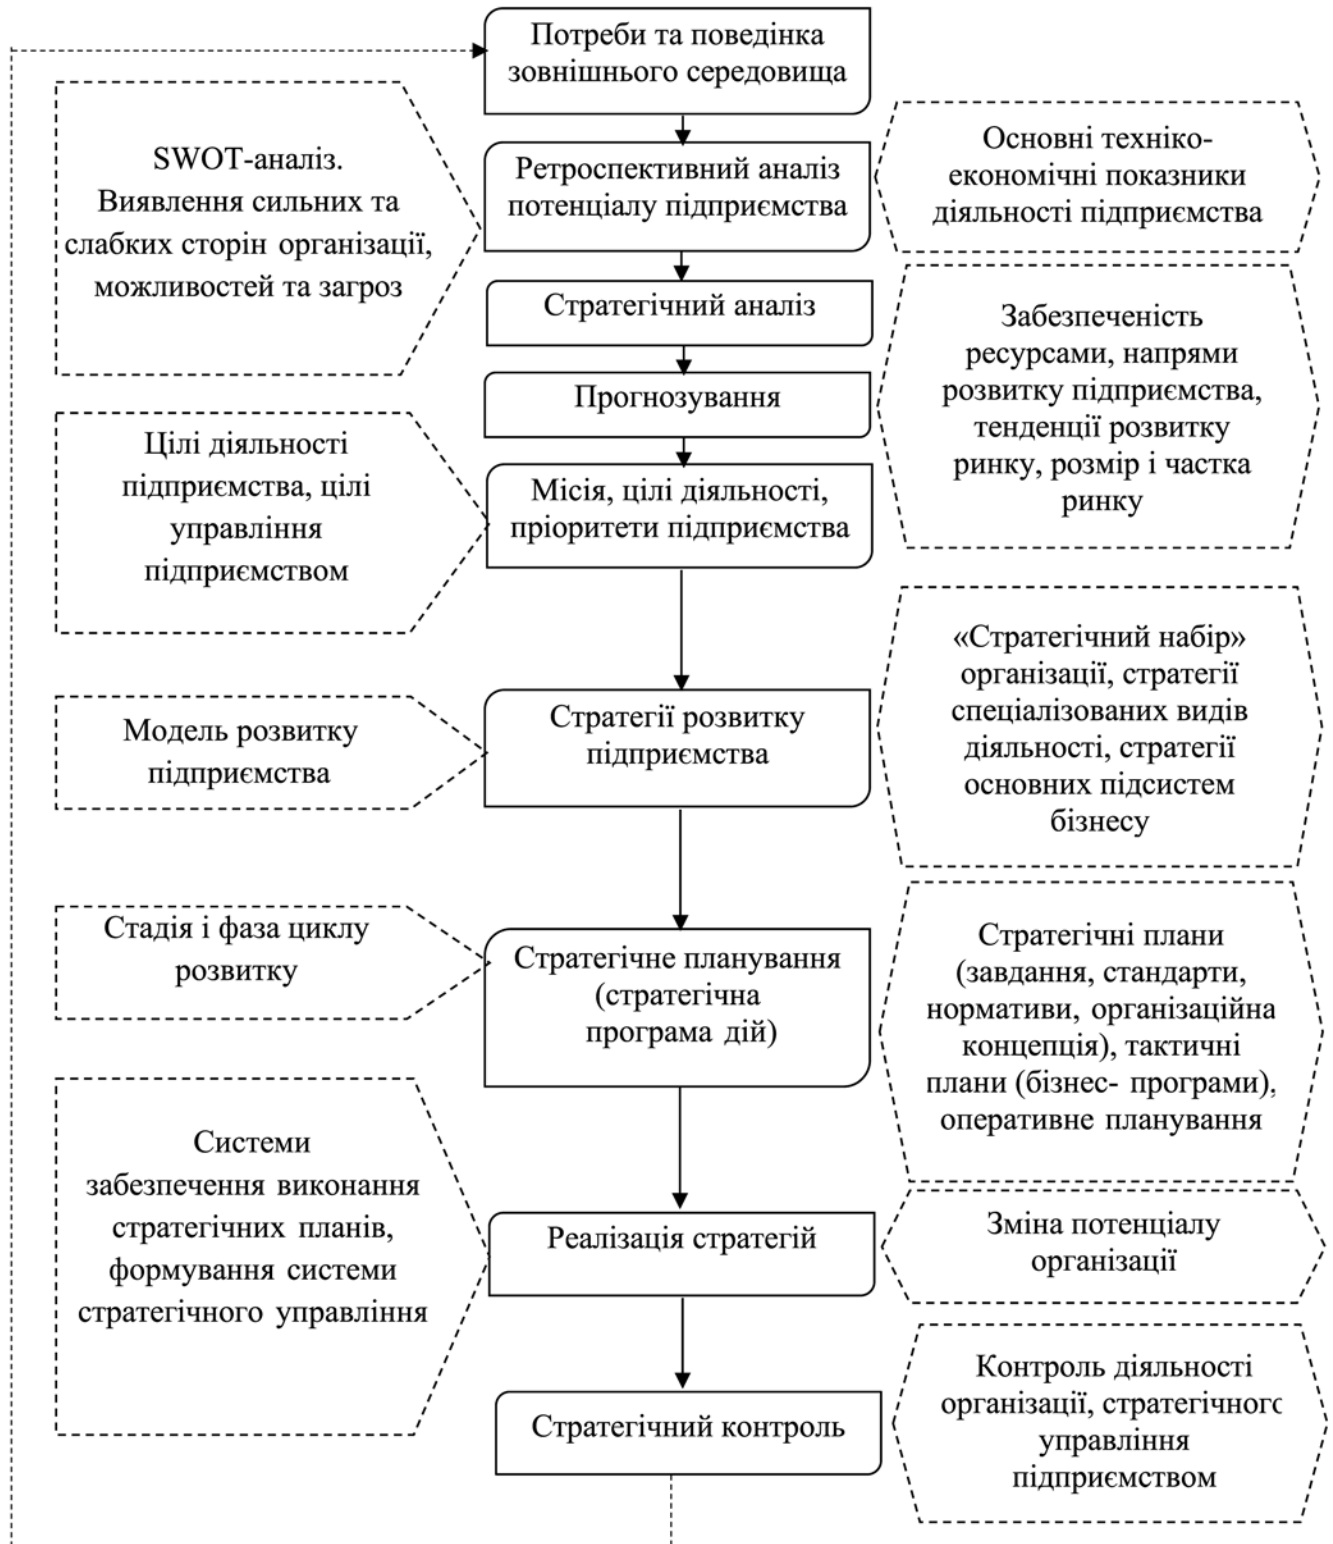 Потреби та поведінка
зовнішнього середовища
SWOT-аналіз.
Виявлення сильних та
слабких сторін організації,
можливостей та загроз
Ретроспективний аналіз
потенціалу підприємства
Основні техніко-
економічні показники
діяльності підприємства
Стратегічний аналіз
Прогнозування
Забезпеченість
ресурсами, напрями
розвитку підприємства,
тенденції розвитку
ринку, розмір і частка
ринку
Цілі діяльності
підприємства, цілі
управління
підприємством
Місія, цілі діяльності,
пріоритети підприємства
Модель розвитку
підприємства
Стратегії розвитку
підприємства
«Стратегічний набір»
організації, стратегії
спеціалізованих видів
діяльності, стратегії
основних підсистем
бізнесу
Стадія і фаза циклу
розвитку
Стратегічне планування
(стратегічна
програма дій)
Стратегічні плани
(завдання, стандарти,
нормативи, організаційна
концепція), тактичні
плани (бізнес- програми),
оперативне планування
Системи
забезпечення виконання
стратегічних планів,
формування системи
стратегічного управління
Реалізація стратегій
Зміна потенціалу
організації
Стратегічний контроль
Контроль діяльності
організації, стратегічного
управління
підприємством